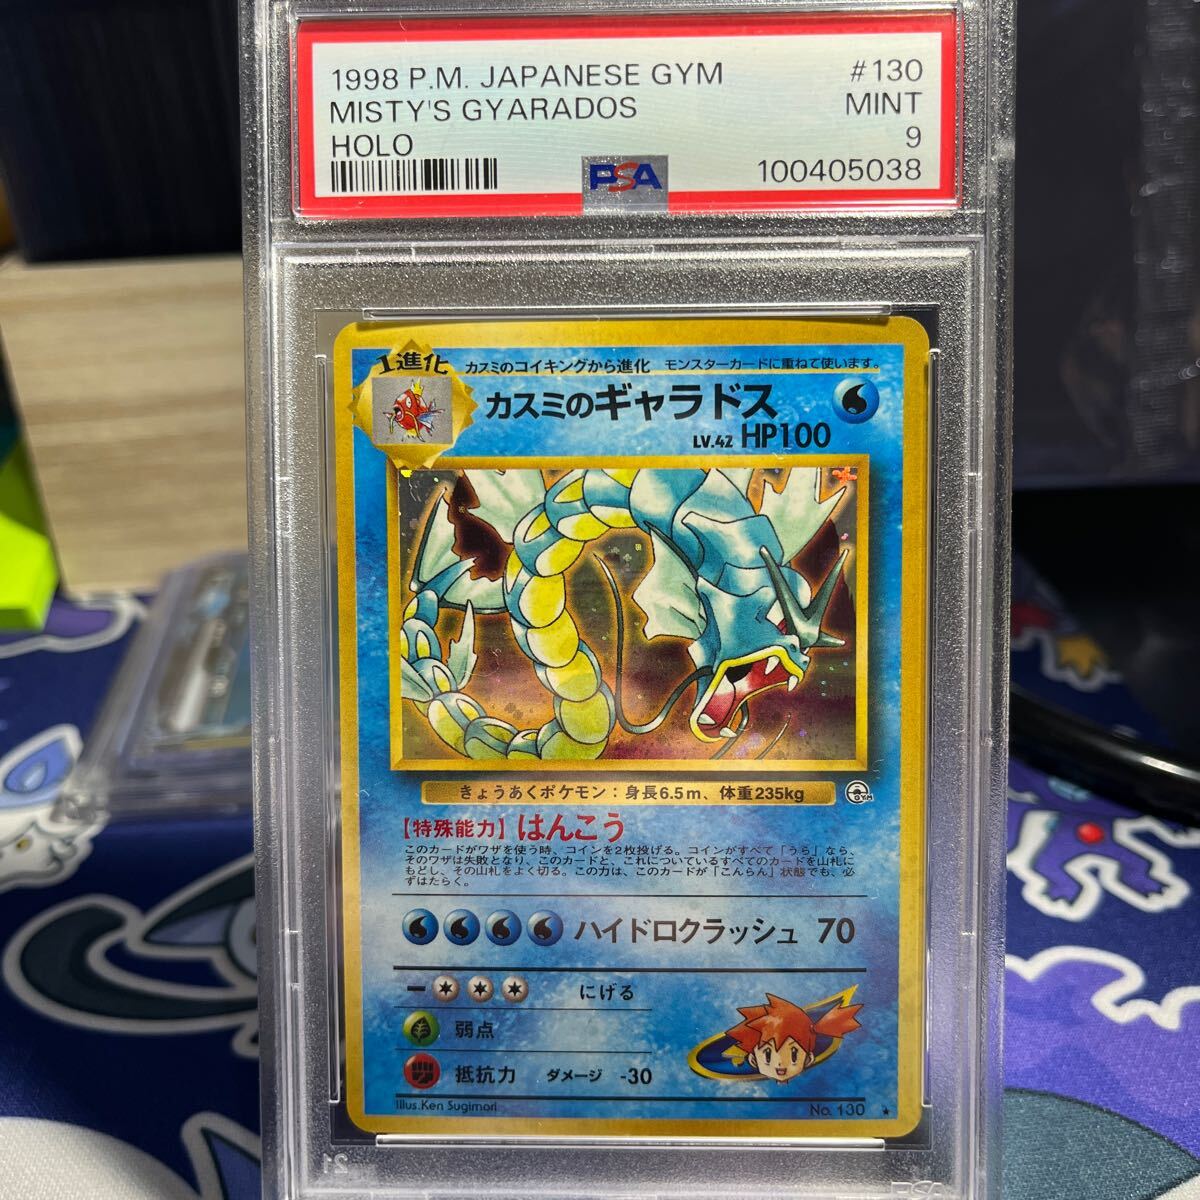 1998 P.M. JAPANESE GYM #130
MISTY'S GYARADOS MINT
HOLO 9
PSA 100405038
1進化 カスミのコイキングから進化 モンスターカードに重ねて使います。
カスミのギャラドス
LV.42 HP100
きょうあくポケモン：身長6.5m、体重235kg
GYM
【特殊能力】はんこう
このカードがワザを使う時、コインを2枚投げる。コインがすべて「うら」なら、
そのワザは失敗となり、このカードと、これについているすべてのカードを山札に
もどし、その山札をよく切る。この力は、このカードが「こんらん」状態でも、必
ずはたらく。
ハイドロクラッシュ 70
にげる
弱点
抵抗力 ダメージ -30
Illus.Ken Sugimori No. 130